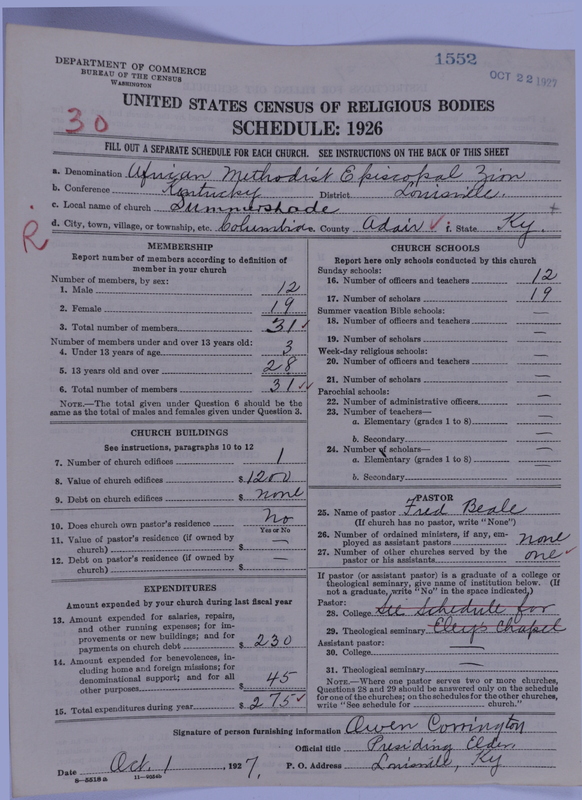 1552
OCT 22 1927
DEPARTMENT OF COMMERCE
BUREAU OF THE CENSUS
WASHINGTON
30
UNITED STATES CENSUS OF RELIGIOUS BODIES
SCHEDULE: 1926
FILL OUT A SEPARATE SCHEDULE FOR EACH CHURCH. SEE INSTRUCTIONS ON THE BACK OF THIS SHEET
a. Denomination African Methodist Episcopal Zion
b. Conference Kentucky District Louisville.
c. Local name of church Summershade
d. City, town, village, or township, etc. Columbia. County Adair ✓ f. State Ky.
R
MEMBERSHIP
Report number of members according to definition of member in your church
Number of members, by sex:
1. Male 12
2. Female 19
3. Total number of members 31 ✓
Number of members under and over 13 years old:
4. Under 13 years of age 3
5. 13 years old and over 28
6. Total number of members 31 ✓
NOTE.—The total given under Question 6 should be the same as the total of males and females given under Question 3.
CHURCH BUILDINGS
See instructions, paragraphs 10 to 12
7. Number of church edifices 1
8. Value of church edifices $ 1200
9. Debt on church edifices $ none
10. Does church own pastor's residence No
Yes or No
11. Value of pastor's residence (if owned by church) $ —
12. Debt on pastor's residence (if owned by church) $ —
EXPENDITURES
Amount expended by your church during last fiscal year
13. Amount expended for salaries, repairs, and other running expenses; for improvements or new buildings; and for payments on church debt $ 230
14. Amount expended for benevolences, including home and foreign missions; for denominational support; and for all other purposes $ 45
15. Total expenditures during year $ 275 ✓
CHURCH SCHOOLS
Report here only schools conducted by this church
Sunday schools:
16. Number of officers and teachers 12
17. Number of scholars 19
Summer vacation Bible schools:
18. Number of officers and teachers —
19. Number of scholars —
Week-day religious schools:
20. Number of officers and teachers —
21. Number of scholars —
Parochial schools:
22. Number of administrative officers —
23. Number of teachers—
a. Elementary (grades 1 to 8) —
b. Secondary —
24. Number of scholars—
a. Elementary (grades 1 to 8) —
b. Secondary —
PASTOR
25. Name of pastor Fred Beale
(If church has no pastor, write "None")
26. Number of ordained ministers, if any, employed as assistant pastors none
27. Number of other churches served by the pastor or his assistants one ✓
If pastor (or assistant pastor) is a graduate of a college or theological seminary, give name of institution below. (If not a graduate, write "No" in the space indicated)
Pastor:
28. College See Schedule for
29. Theological seminary Eleys Chapel
Assistant pastor:
30. College —
31. Theological seminary —
NOTE.—Where one pastor serves two or more churches, Questions 28 and 29 should be answered only on the schedule for one of the churches; on the schedules for the other churches, write "See schedule for ............ church."
Signature of person furnishing information Owen Corrington
Official title Presiding Elder,
Date Oct. 1, 1927. P. O. Address Louisville, Ky
8—5518a 11—9224b